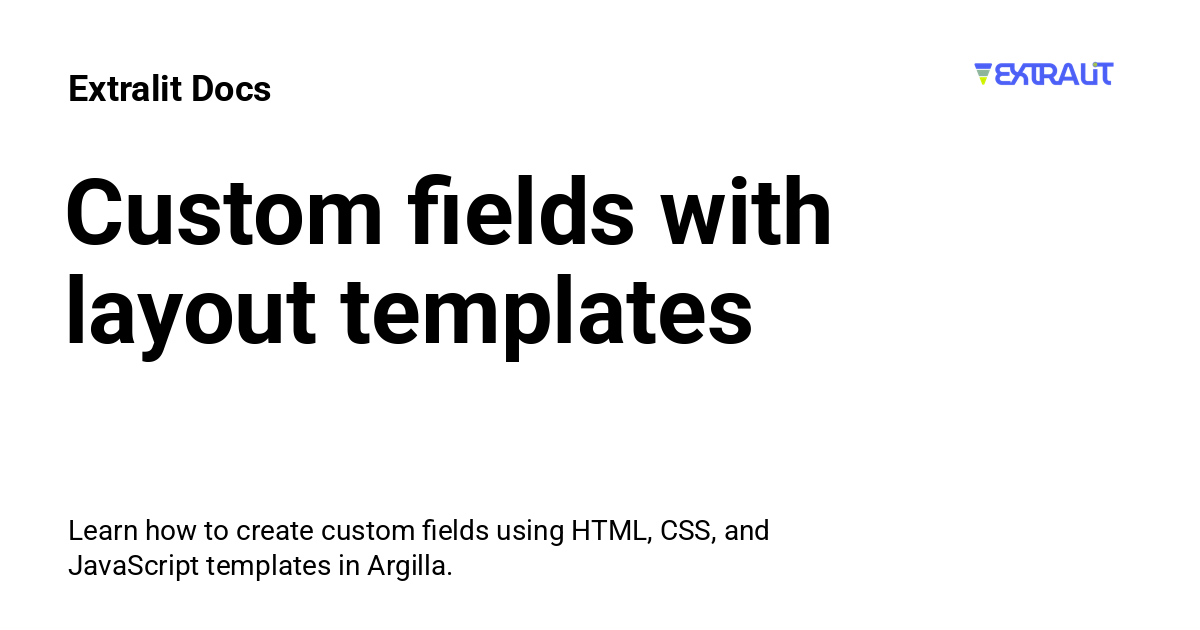 Extralit Docs
EXTRALIT
Custom fields with
layout templates
Learn how to create custom fields using HTML, CSS, and
JavaScript templates in Argilla.